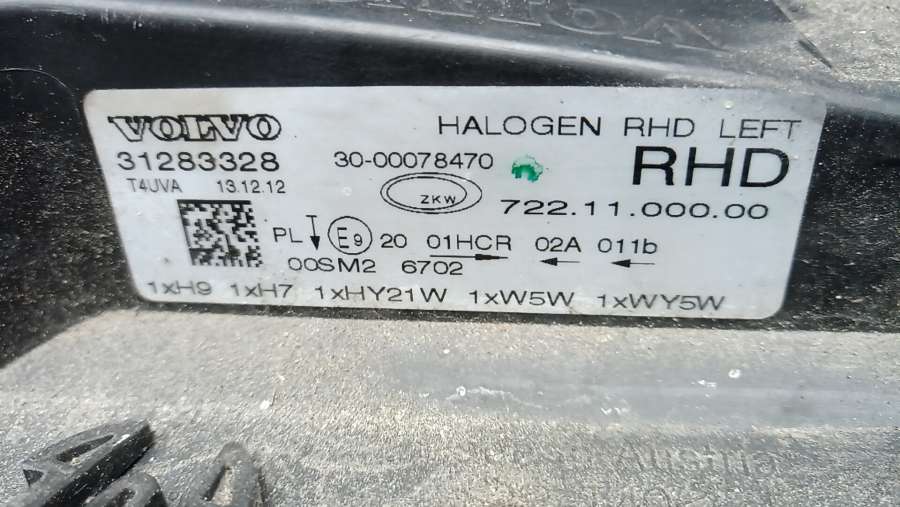 VOLVO HALOGEN RHD LEFT
31283328 30-00078470 RHD
T4UVA 13.12.12 ZKW 722.11.000.00
PL E9 20 01HCR 02A 011b
00SM2 6702
1xH9 1xH7 1xHY21W 1xW5W 1xWY5W
Austria